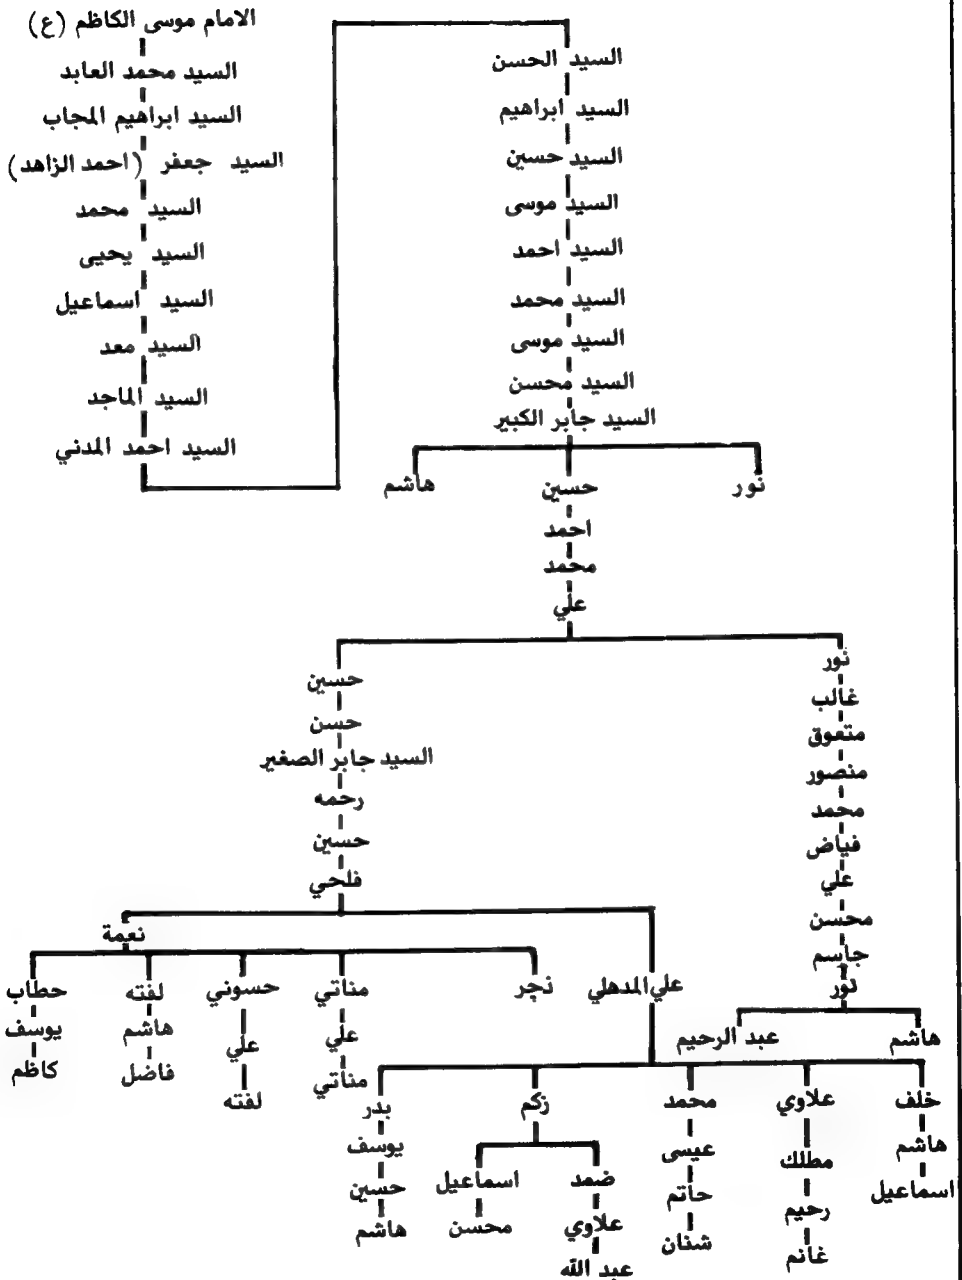 الامام موسى الكاظم (ع)
السيد محمد العابد
السيد ابراهيم المجاب
السيد جعفر (احمد الزاهد)
السيد محمد
السيد يحيى
السيد اسماعيل
السيد معد
السيد الماجد
السيد احمد المدني
السيد الحسن
السيد ابراهيم
السيد حسين
السيد موسى
السيد احمد
السيد محمد
السيد موسى
السيد محسن
السيد جابر الكبير
نور
حسين
هاشم
احمد
محمد
علي
نور
غالب
متعوق
منصور
محمد
فياض
علي
محسن
جاسم
نور
هاشم
عبد الرحيم
حسين
حسن
السيد جابر الصغير
رحمه
حسين
فلحي
علي المدهلي
نعمة
نجر
مناتي
علي
مناتي
حسوني
علي
لفته
لفته
هاشم
فاضل
حطاب
يوسف
كاظم
خلف
هاشم
اسماعيل
علاوي
مطلك
رحيم
غانم
محمد
عيسى
حاتم
شنان
زكم
ضمد
علاوي
عبد الله
اسماعيل
محسن
بدر
يوسف
حسين
هاشم